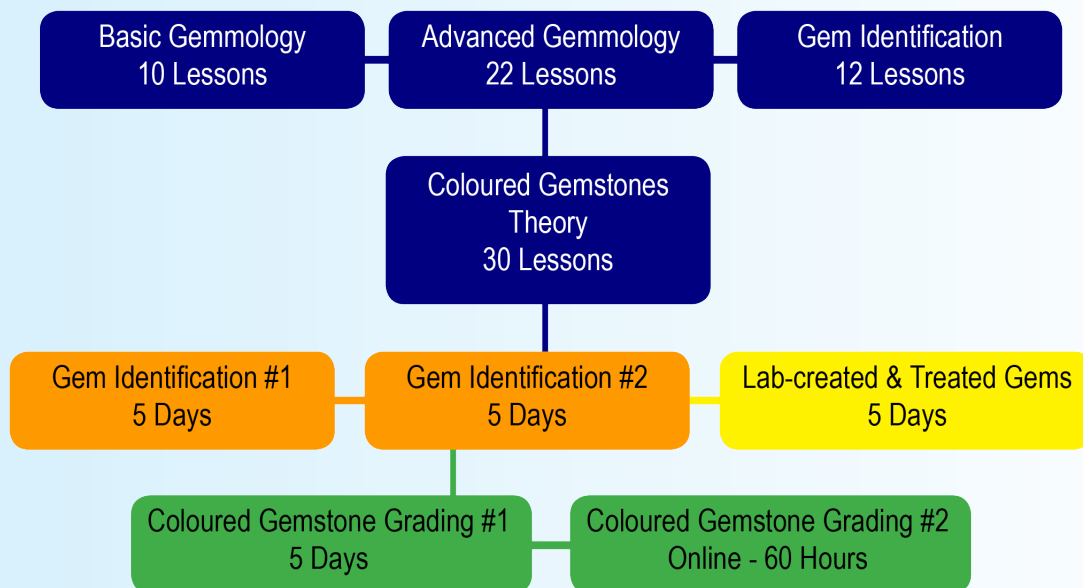 Basic Gemmology
10 Lessons
Advanced Gemmology
22 Lessons
Gem Identification
12 Lessons
Coloured Gemstones
Theory
30 Lessons
Gem Identification #1
5 Days
Gem Identification #2
5 Days
Lab-created & Treated Gems
5 Days
Coloured Gemstone Grading #1
5 Days
Coloured Gemstone Grading #2
Online - 60 Hours